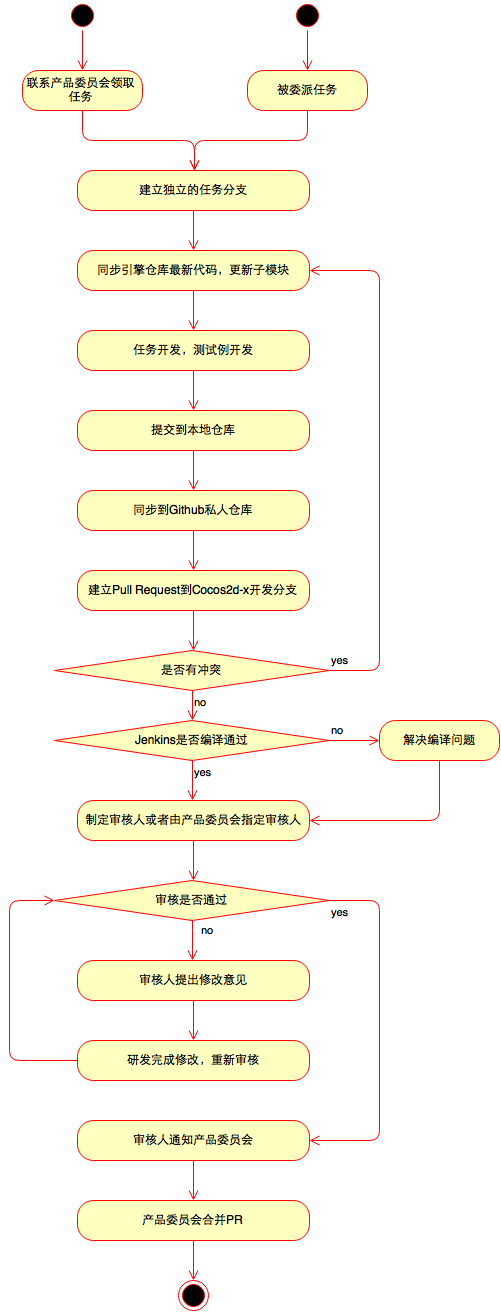 联系产品委员会领取
任务
被委派任务
建立独立的任务分支
同步引擎仓库最新代码，更新子模块
任务开发，测试例开发
提交到本地仓库
同步到Github私人仓库
建立Pull Request到Cocos2d-x开发分支
是否有冲突
yes
no
Jenkins是否编译通过
no
解决编译问题
yes
制定审核人或者由产品委员会指定审核人
审核是否通过
yes
no
审核人提出修改意见
研发完成修改，重新审核
审核人通知产品委员会
产品委员会合并PR